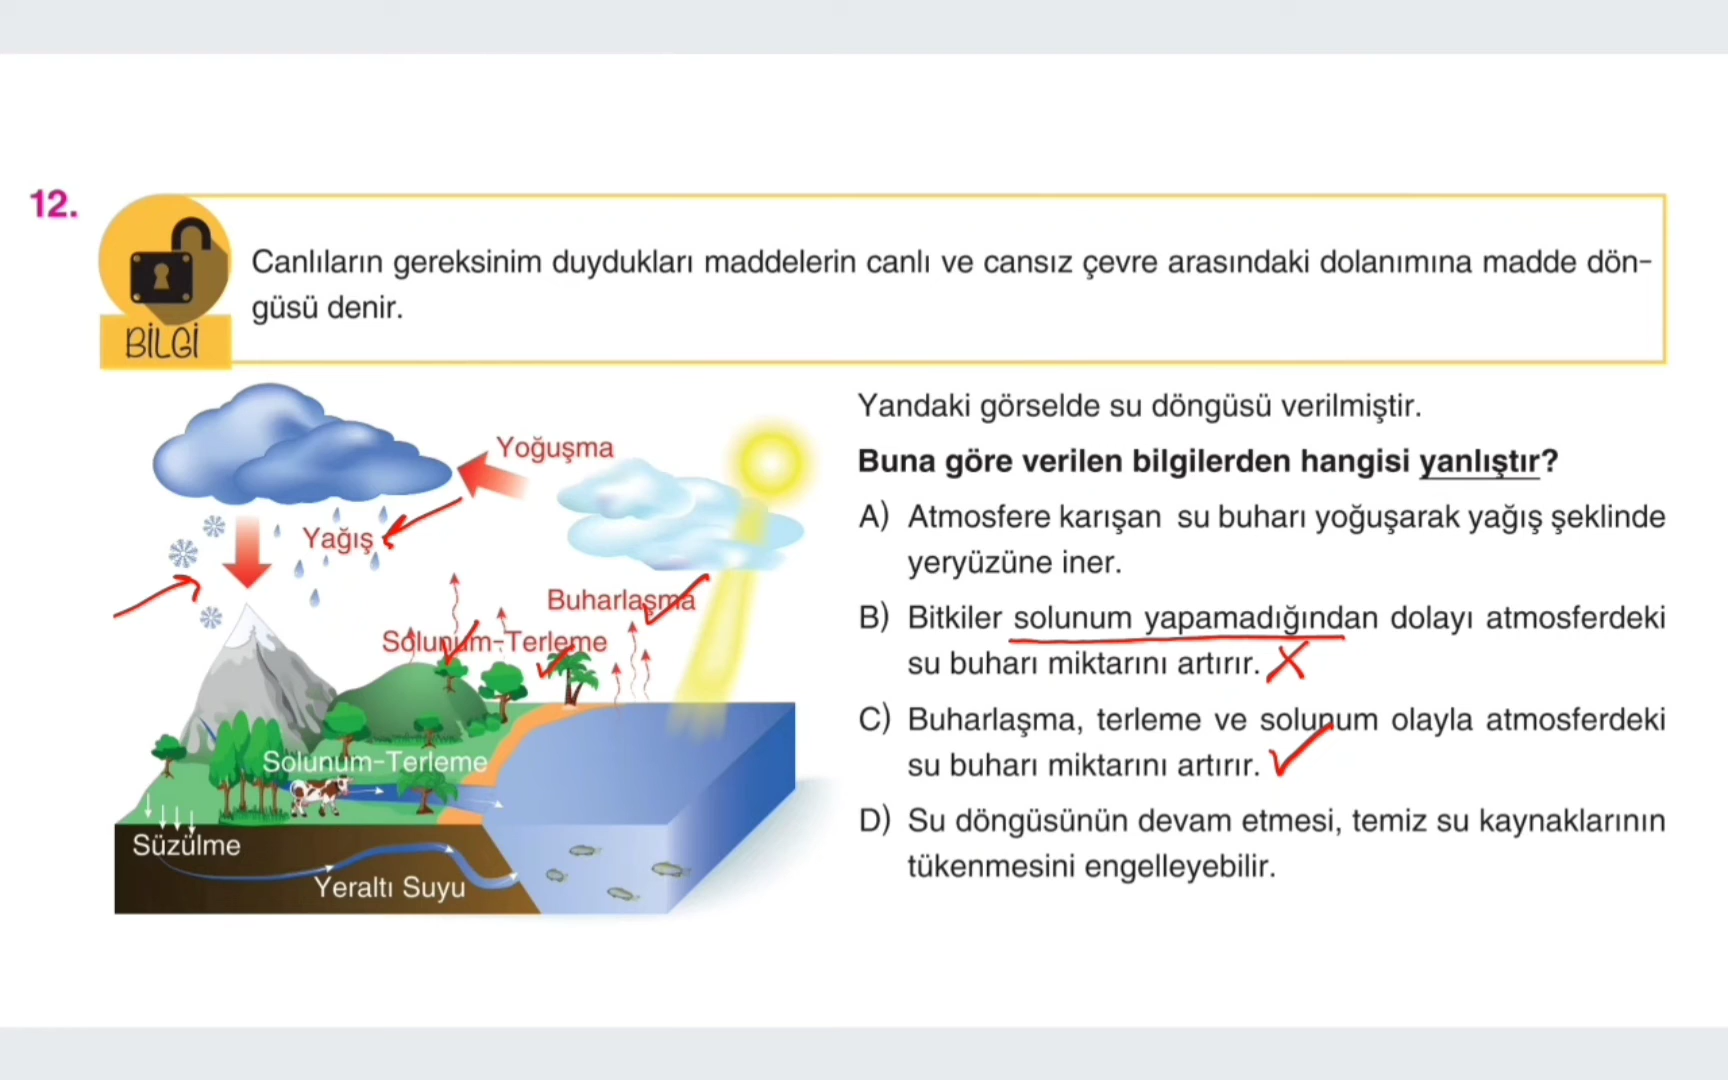 12.
Canlıların gereksinim duydukları maddelerin canlı ve cansız çevre arasındaki dolanımına madde dön-
güsü denir.
BİLGİ
Yoğuşma
Yağış
Buharlaşma
Solunum-Terleme
Solunum-Terleme
Süzülme
Yeraltı Suyu
Yandaki görselde su döngüsü verilmiştir.
Buna göre verilen bilgilerden hangisi yanlıştır?
A) Atmosfere karışan su buharı yoğuşarak yağış şeklinde
yeryüzüne iner.
B) Bitkiler solunum yapamadığından dolayı atmosferdeki
su buharı miktarını artırır.
C) Buharlaşma, terleme ve solunum olayla atmosferdeki
su buharı miktarını artırır.
D) Su döngüsünün devam etmesi, temiz su kaynaklarının
tükenmesini engelleyebilir.